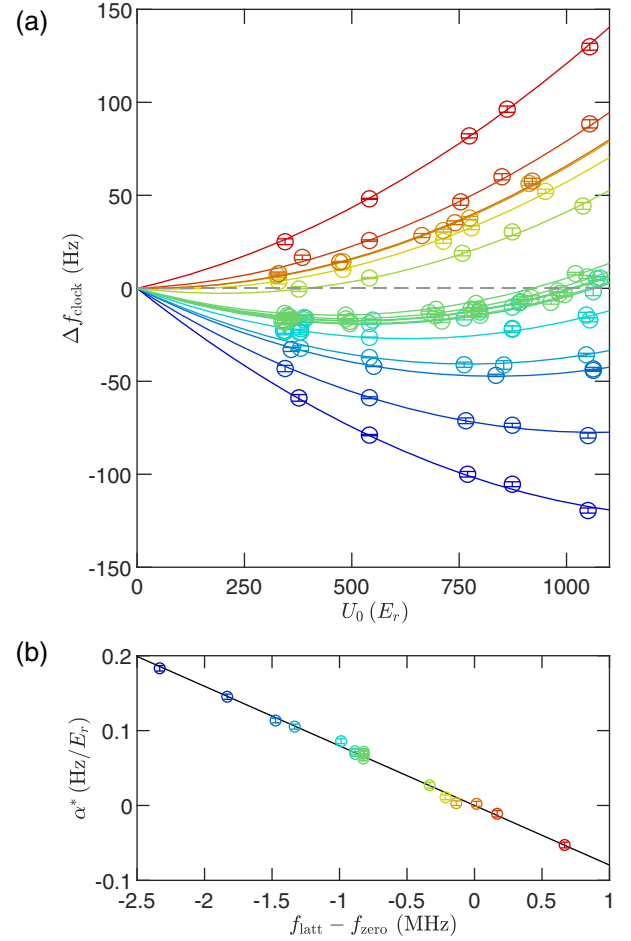 (a)
150
100
50
0
-50
-100
-150
Δf_clock (Hz)
0 250 500 750 1000
U_0 (E_r)
(b)
0.2
0.1
0
-0.1
α* (Hz/E_r)
-2.5 -2 -1.5 -1 -0.5 0 0.5 1
f_latt − f_zero (MHz)